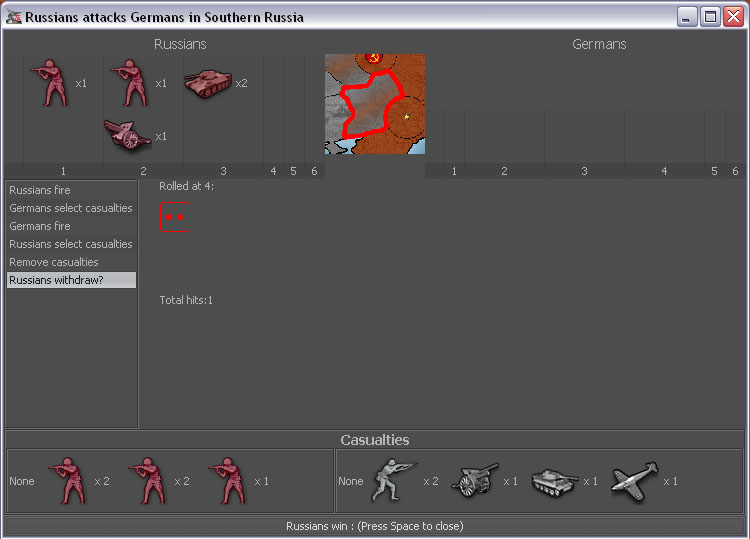 Russians attacks Germans in Southern Russia
Russians
Germans
x1
x1
x2
x1
1 2 3 4 5 6
1 2 3 4 5 6
Russians fire
Germans select casualties
Germans fire
Russians select casualties
Remove casualties
Russians withdraw?
Rolled at 4:
Total hits:1
Casualties
None x 2 x 2 x 1
None x 2 x 1 x 1 x 1
Russians win : (Press Space to close)